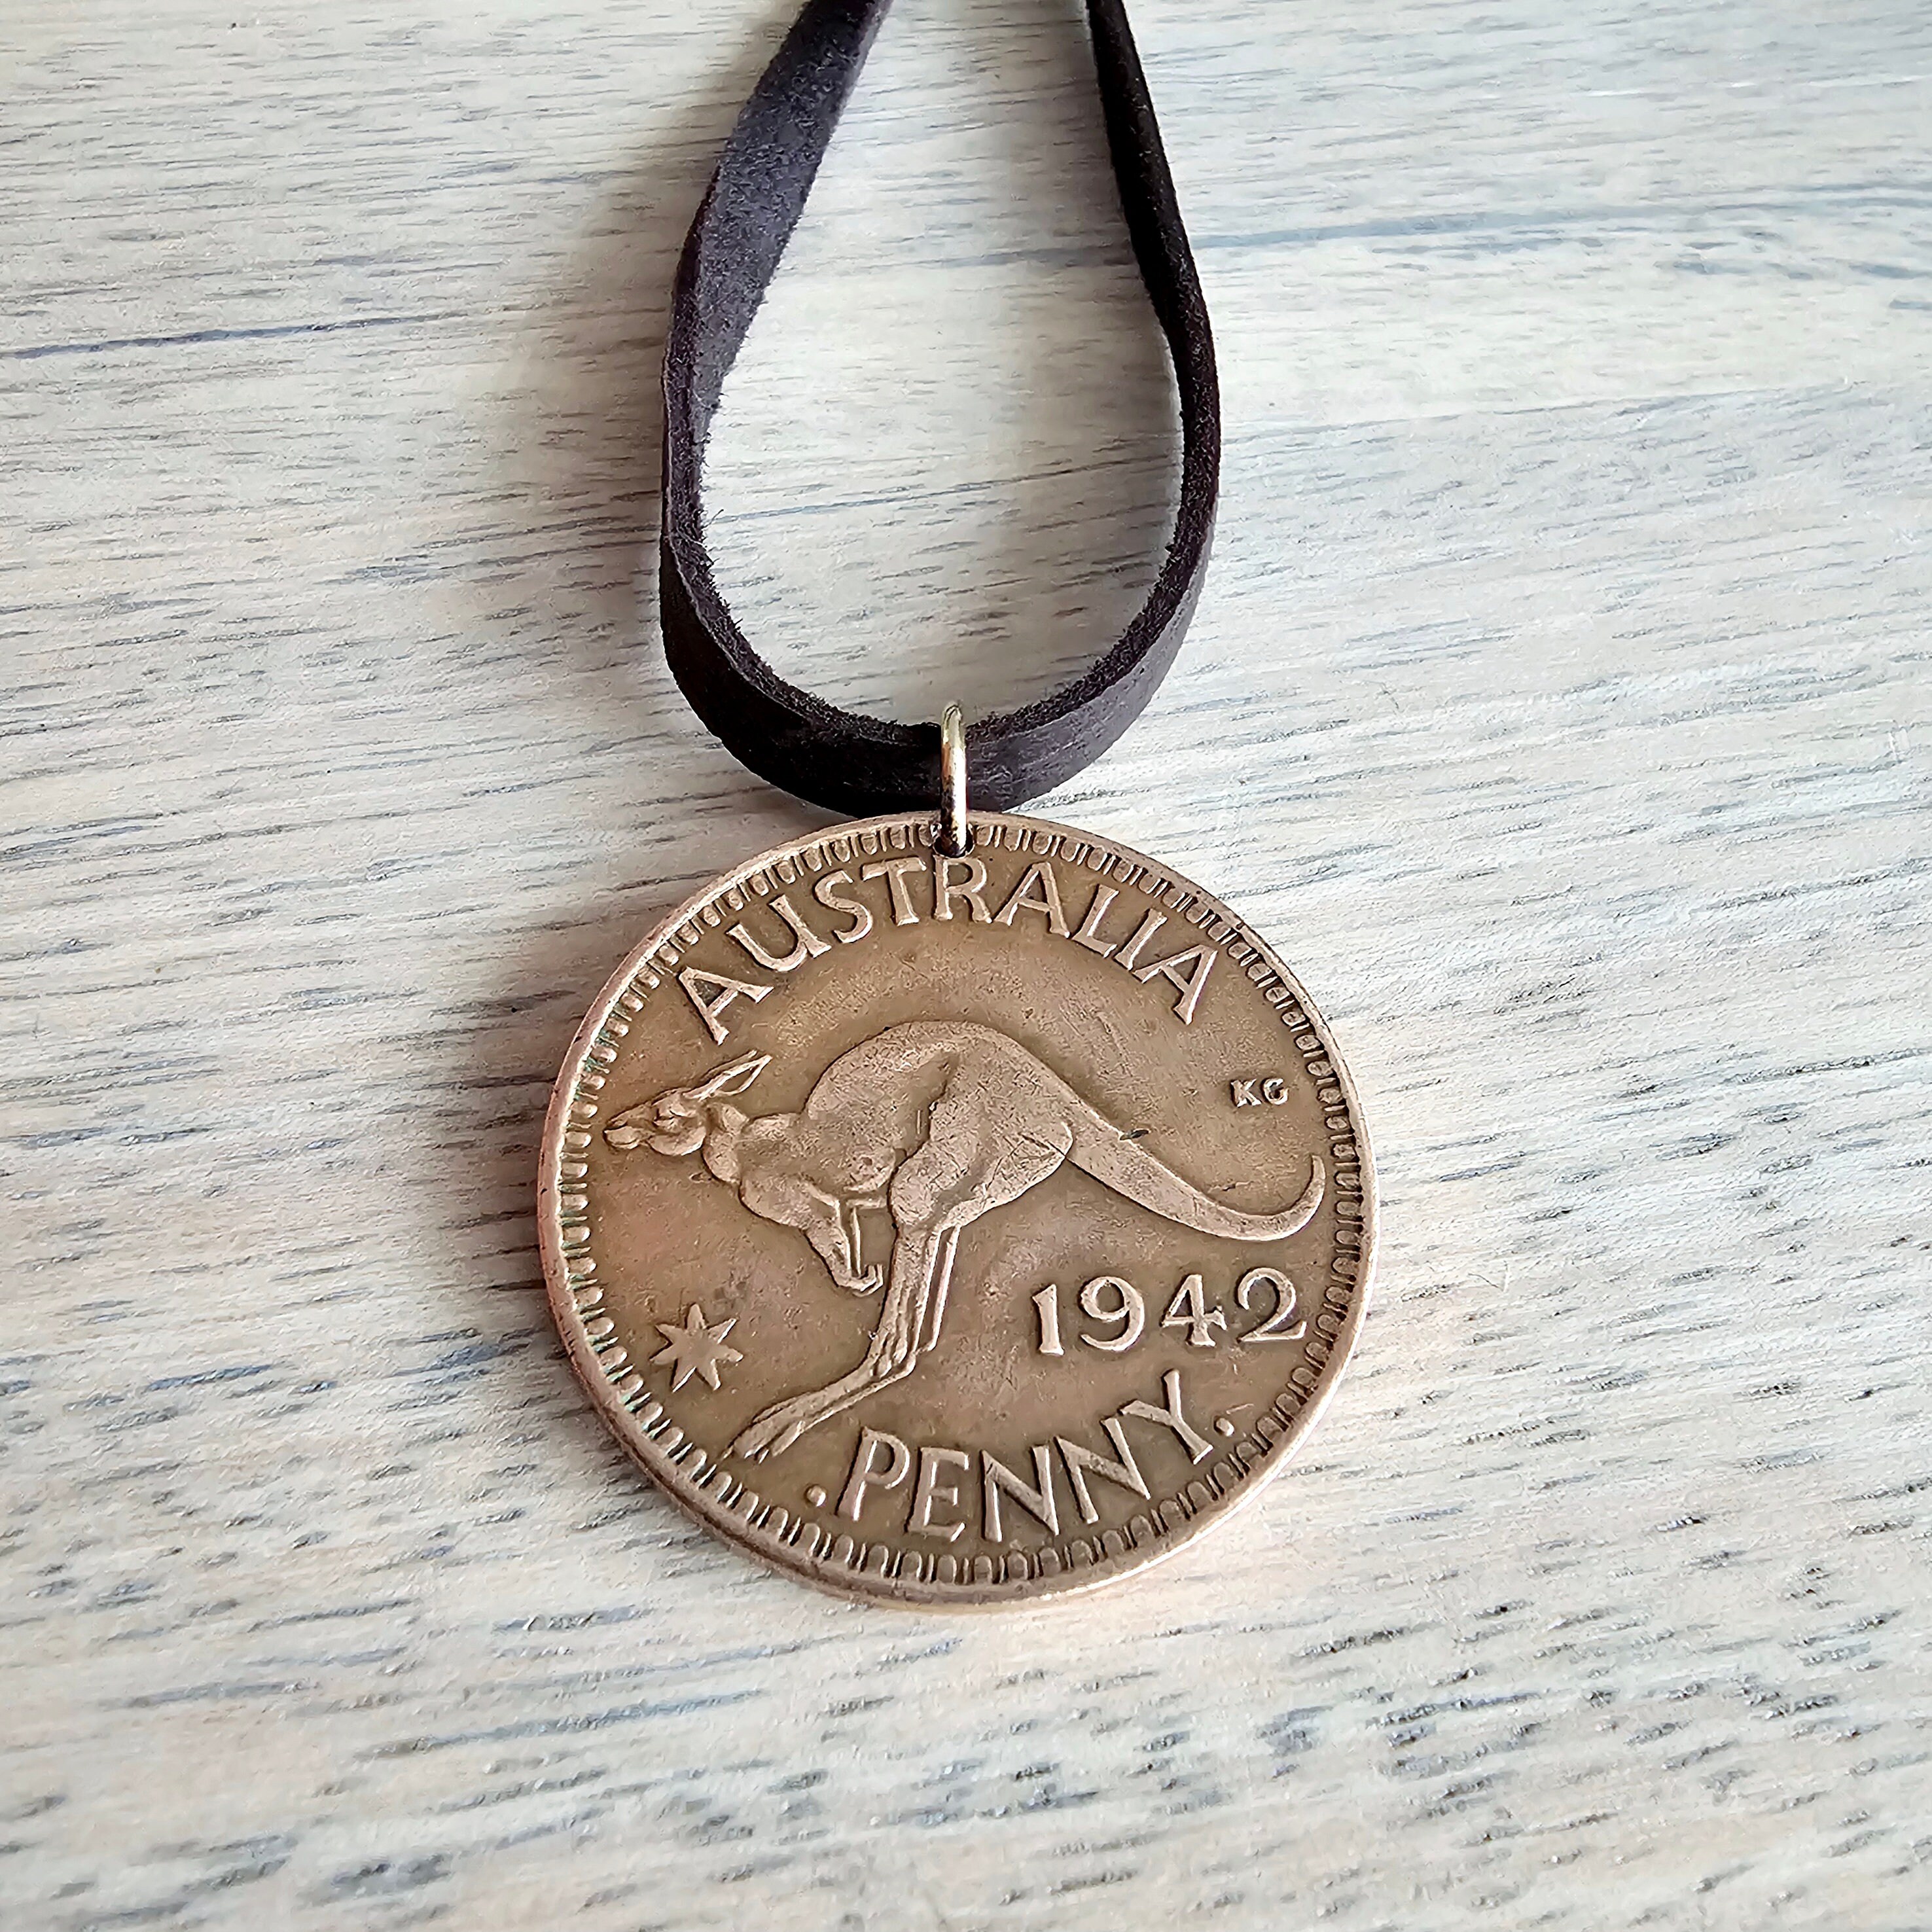 AUSTRALIA
KG
1942
.PENNY.